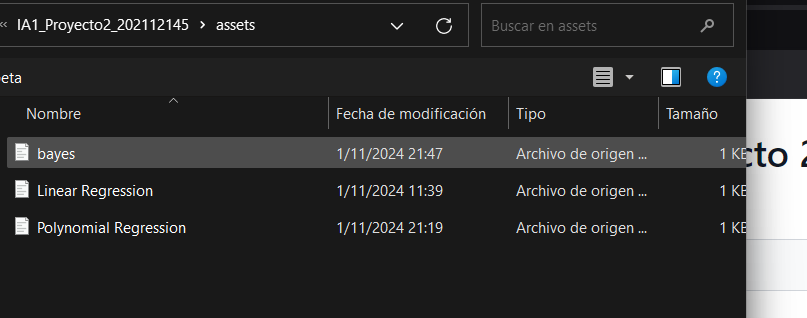 « IA1_Proyecto2_202112145 > assets
Buscar en assets
eta
?
Nombre Fecha de modificación Tipo Tamaño
bayes 1/11/2024 21:47 Archivo de origen ... 1 KB
Linear Regression 1/11/2024 11:39 Archivo de origen ... 1 KB
Polynomial Regression 1/11/2024 21:19 Archivo de origen ... 1 KB
cto 2